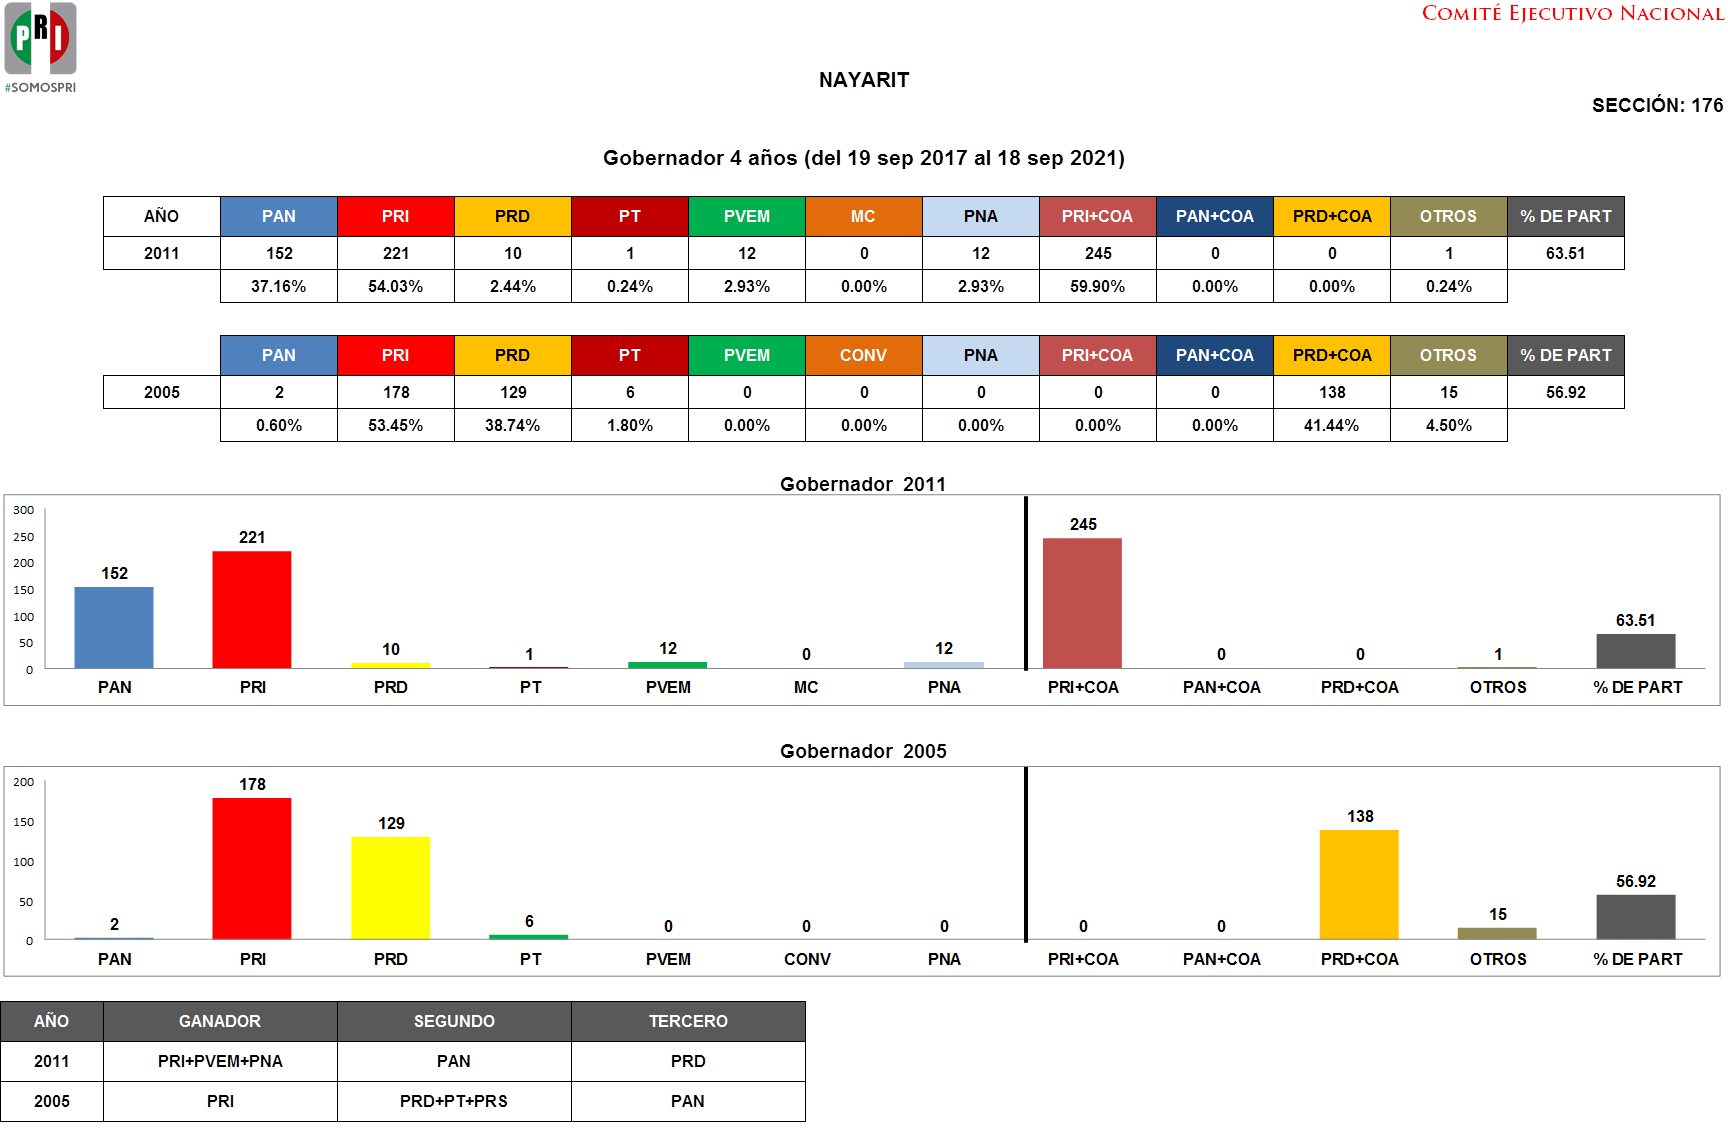 PRI
#SOMOSPRI
COMITÉ EJECUTIVO NACIONAL
NAYARIT
SECCIÓN: 176
Gobernador 4 años (del 19 sep 2017 al 18 sep 2021)
AÑO PAN PRI PRD PT PVEM MC PNA PRI+COA PAN+COA PRD+COA OTROS % DE PART
2011 152 221 10 1 12 0 12 245 0 0 1 63.51
37.16% 54.03% 2.44% 0.24% 2.93% 0.00% 2.93% 59.90% 0.00% 0.00% 0.24%
PAN PRI PRD PT PVEM CONV PNA PRI+COA PAN+COA PRD+COA OTROS % DE PART
2005 2 178 129 6 0 0 0 0 0 138 15 56.92
0.60% 53.45% 38.74% 1.80% 0.00% 0.00% 0.00% 0.00% 0.00% 41.44% 4.50%
Gobernador 2011
300
250
200
150
100
50
0
152 221 10 1 12 0 12 245 0 0 1 63.51
PAN PRI PRD PT PVEM MC PNA PRI+COA PAN+COA PRD+COA OTROS % DE PART
Gobernador 2005
200
150
100
50
0
2 178 129 6 0 0 0 0 0 138 15 56.92
PAN PRI PRD PT PVEM CONV PNA PRI+COA PAN+COA PRD+COA OTROS % DE PART
AÑO GANADOR SEGUNDO TERCERO
2011 PRI+PVEM+PNA PAN PRD
2005 PRI PRD+PT+PRS PAN